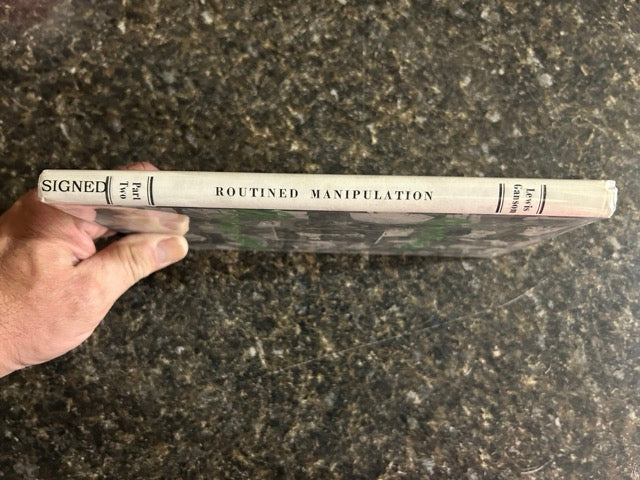 SIGNED
Part
Two
ROUTINED MANIPULATION
Lewis
Ganson